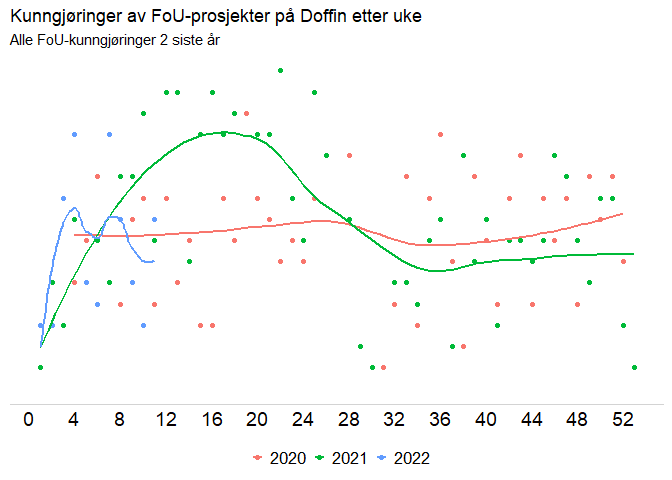 Kunngjøringer av FoU-prosjekter på Doffin etter uke
Alle FoU-kunngjøringer 2 siste år
0 4 8 12 16 20 24 28 32 36 40 44 48 52
2020 2021 2022